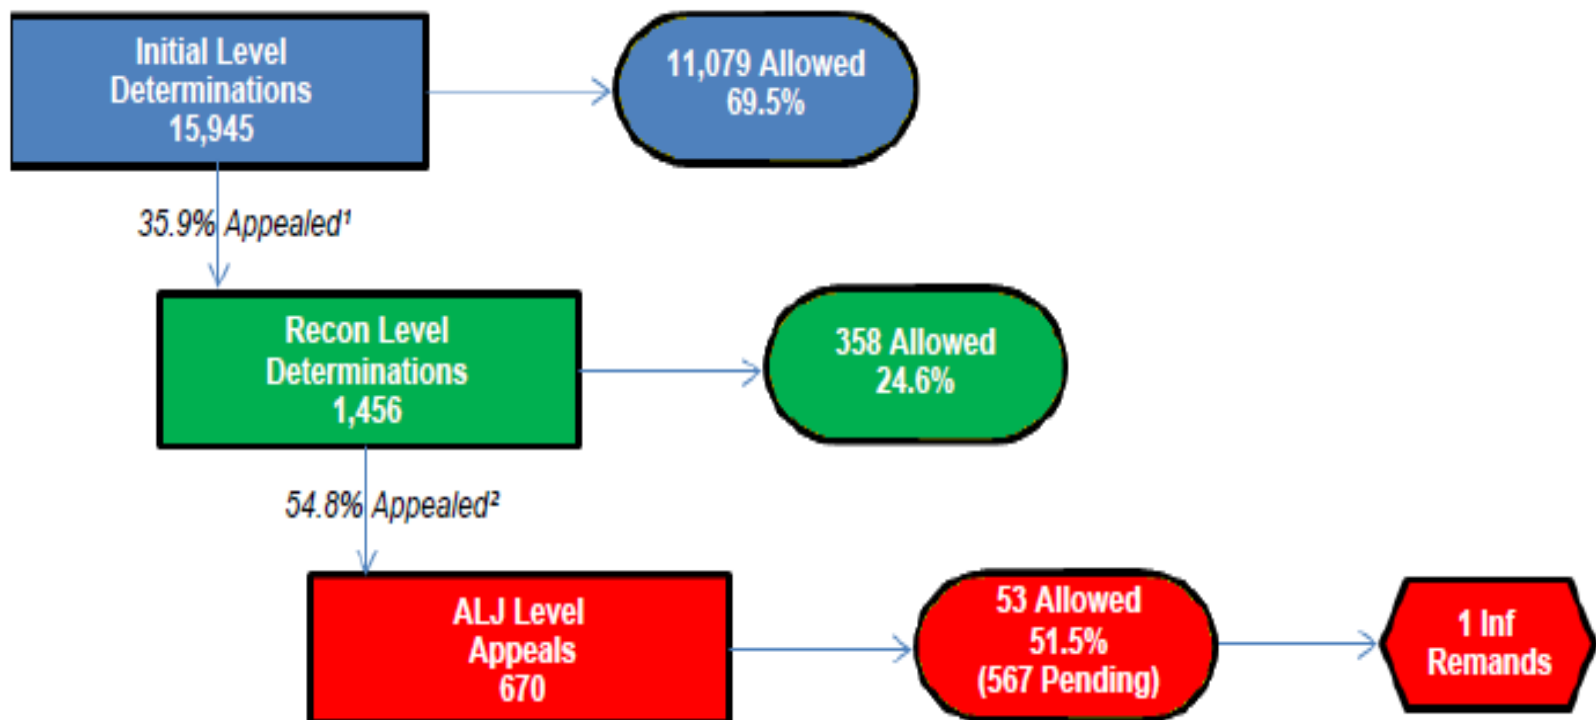 Initial Level
Determinations
15,945
11,079 Allowed
69.5%
35.9% Appealed¹
Recon Level
Determinations
1,456
358 Allowed
24.6%
54.8% Appealed²
ALJ Level
Appeals
670
53 Allowed
51.5%
(567 Pending)
1 Inf
Remands